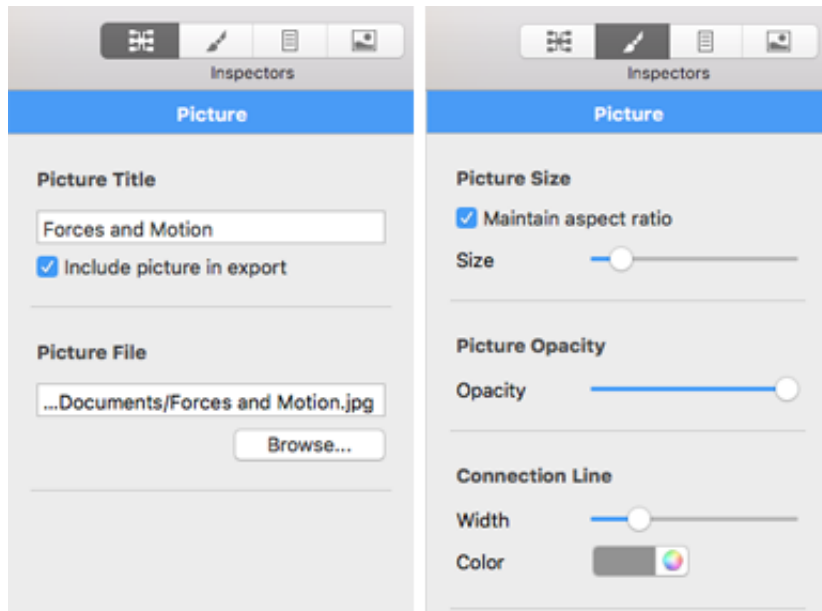 Inspectors
Picture
Picture Title
Forces and Motion
Include picture in export
Picture File
...Documents/Forces and Motion.jpg
Browse...
Inspectors
Picture
Picture Size
Maintain aspect ratio
Size
Picture Opacity
Opacity
Connection Line
Width
Color